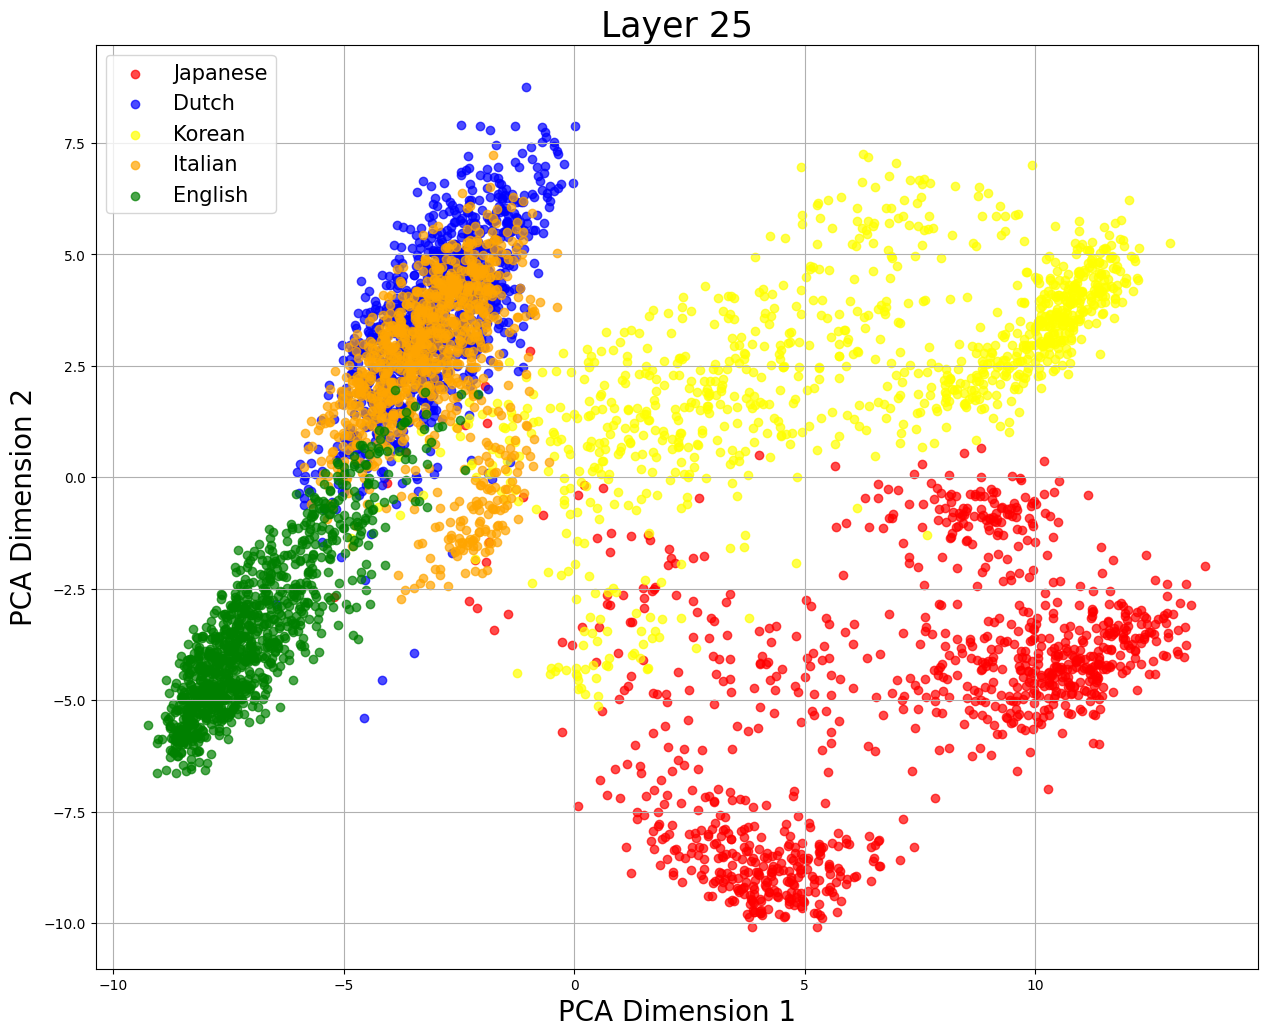 Layer 25
Japanese
Dutch
Korean
Italian
English
7.5
5.0
2.5
0.0
−2.5
−5.0
−7.5
−10.0
PCA Dimension 2
−10
−5
0
5
10
PCA Dimension 1